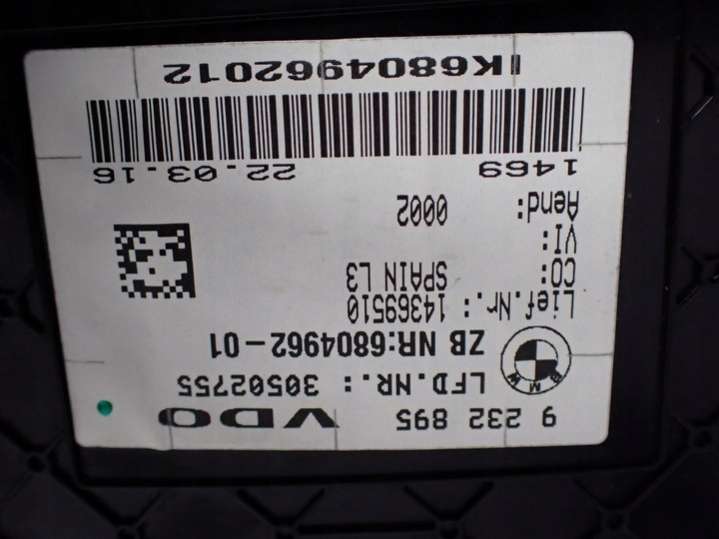 9 232 895 VDO
BMW
LFD.NR.: 30502755
ZB NR:6804962-01
Lief.Nr.: 14369510
CO: SPAIN L3
VI:
Aend: 0002
1469 22.03.16
IK6804962012